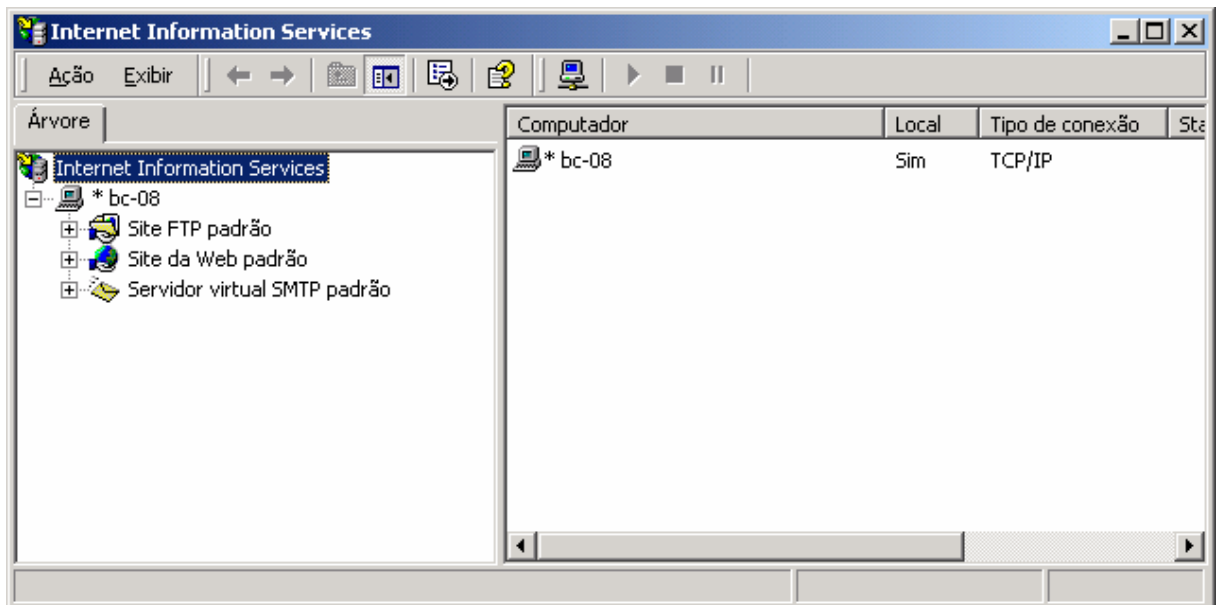 Internet Information Services
Ação Exibir
Árvore
Computador Local Tipo de conexão Sta
Internet Information Services
* bc-08
* bc-08 Sim TCP/IP
Site FTP padrão
Site da Web padrão
Servidor virtual SMTP padrão